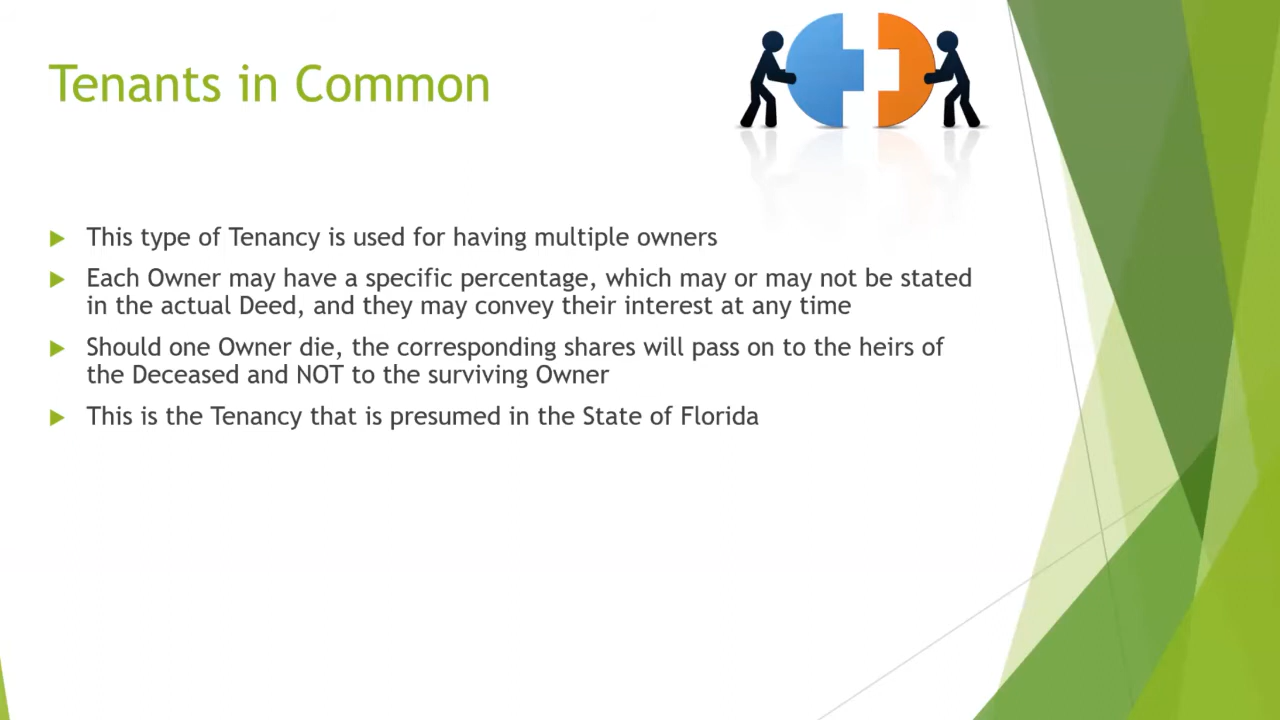 Tenants in Common
This type of Tenancy is used for having multiple owners
Each Owner may have a specific percentage, which may or may not be stated
in the actual Deed, and they may convey their interest at any time
Should one Owner die, the corresponding shares will pass on to the heirs of
the Deceased and NOT to the surviving Owner
This is the Tenancy that is presumed in the State of Florida